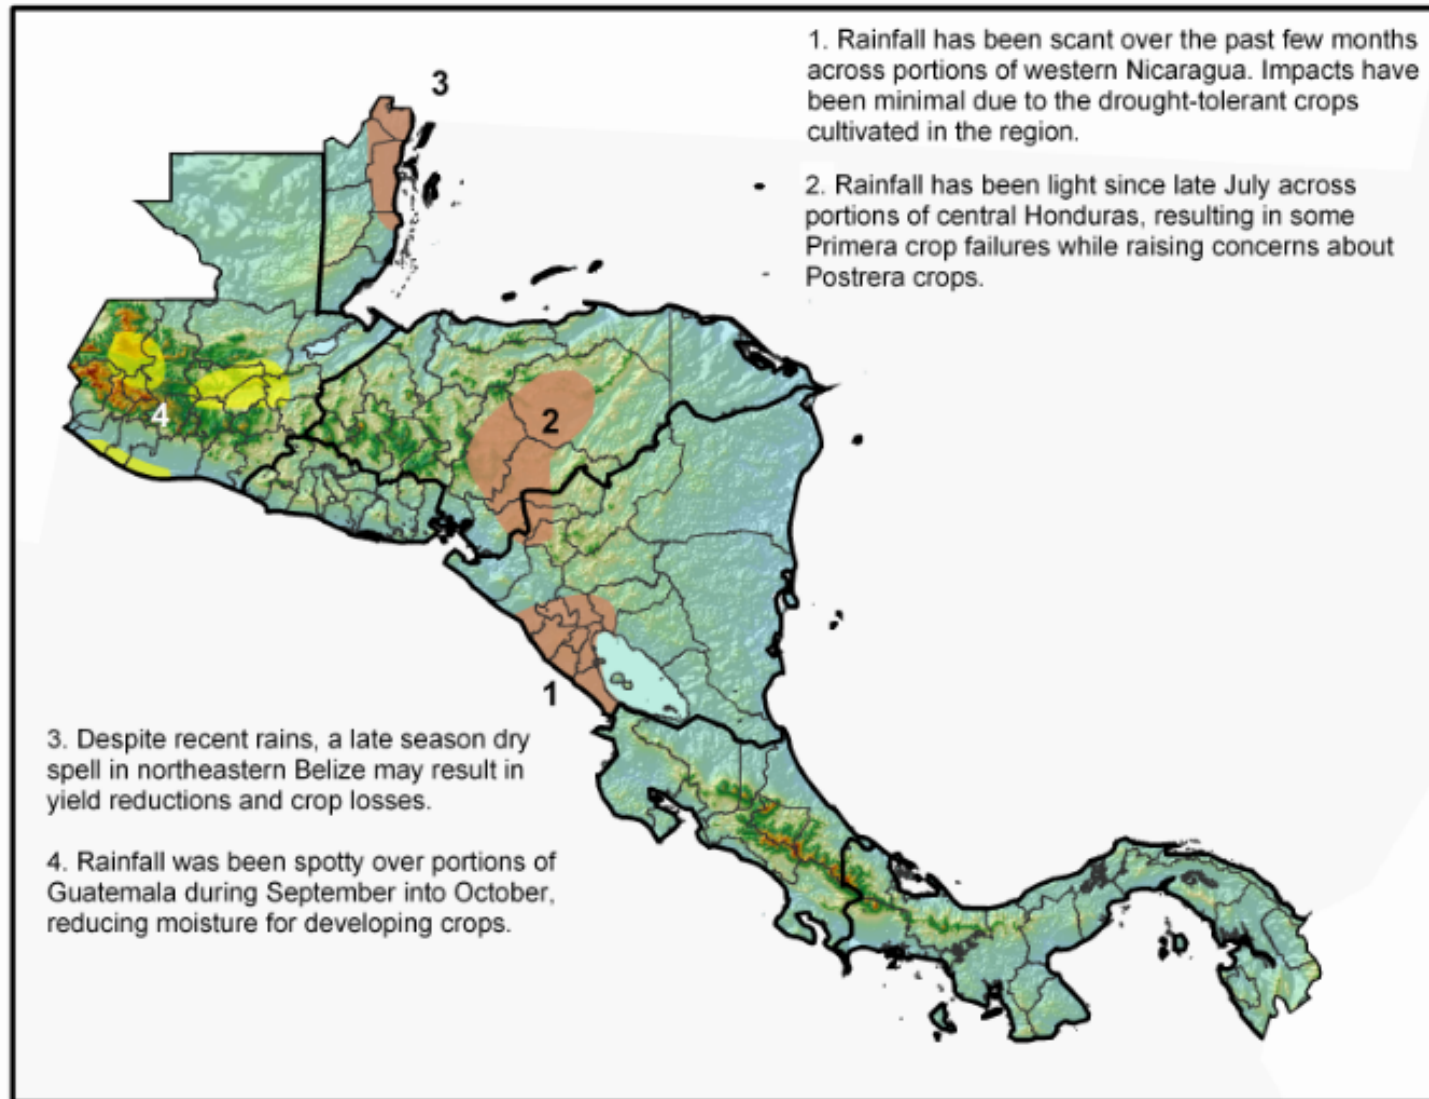 1. Rainfall has been scant over the past few months
across portions of western Nicaragua. Impacts have
been minimal due to the drought-tolerant crops
cultivated in the region.
2. Rainfall has been light since late July across
portions of central Honduras, resulting in some
Primera crop failures while raising concerns about
Postrera crops.
3
2
4
1
3. Despite recent rains, a late season dry
spell in northeastern Belize may result in
yield reductions and crop losses.
4. Rainfall was been spotty over portions of
Guatemala during September into October,
reducing moisture for developing crops.